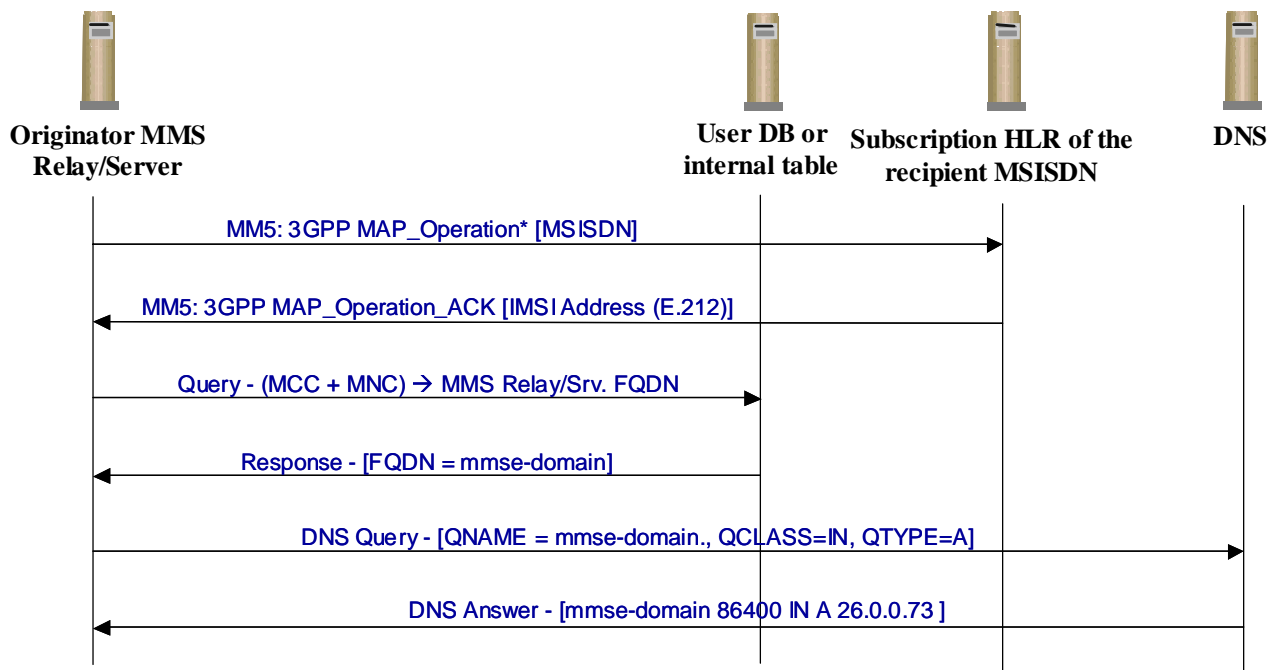 Originator MMS
Relay/Server
User DB or
internal table
Subscription HLR of the
recipient MSISDN
DNS
MM5: 3GPP MAP_Operation* [MSISDN]
MM5: 3GPP MAP_Operation_ACK [IMSI Address (E.212)]
Query - (MCC + MNC) → MMS Relay/Srv. FQDN
Response - [FQDN = mmse-domain]
DNS Query - [QNAME = mmse-domain., QCLASS=IN, QTYPE=A]
DNS Answer - [mmse-domain 86400 IN A 26.0.0.73 ]